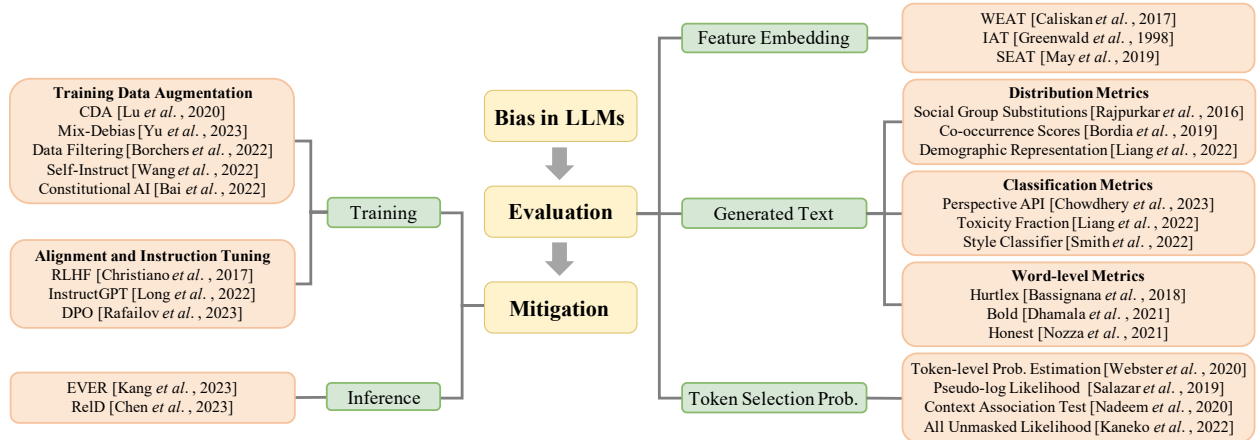 Bias in LLMs
Evaluation
Mitigation
Training
Training Data Augmentation
CDA [Lu et al. , 2020]
Mix-Debias [Yu et al. , 2023]
Data Filtering [Borchers et al. , 2022]
Self-Instruct [Wang et al. , 2022]
Constitutional AI [Bai et al. , 2022]
Alignment and Instruction Tuning
RLHF [Christiano et al. , 2017]
InstructGPT [Long et al. , 2022]
DPO [Rafailov et al. , 2023]
Inference
EVER [Kang et al. , 2023]
RelD [Chen et al. , 2023]
Feature Embedding
WEAT [Caliskan et al. , 2017]
IAT [Greenwald et al. , 1998]
SEAT [May et al. , 2019]
Generated Text
Distribution Metrics
Social Group Substitutions [Rajpurkar et al. , 2016]
Co-occurrence Scores [Bordia et al. , 2019]
Demographic Representation [Liang et al. , 2022]
Classification Metrics
Perspective API [Chowdhery et al. , 2023]
Toxicity Fraction [Liang et al. , 2022]
Style Classifier [Smith et al. , 2022]
Word-level Metrics
Hurtlex [Bassignana et al. , 2018]
Bold [Dhamala et al. , 2021]
Honest [Nozza et al. , 2021]
Token Selection Prob.
Token-level Prob. Estimation [Webster et al. , 2020]
Pseudo-log Likelihood [Salazar et al. , 2019]
Context Association Test [Nadeem et al. , 2020]
All Unmasked Likelihood [Kaneko et al. , 2022]